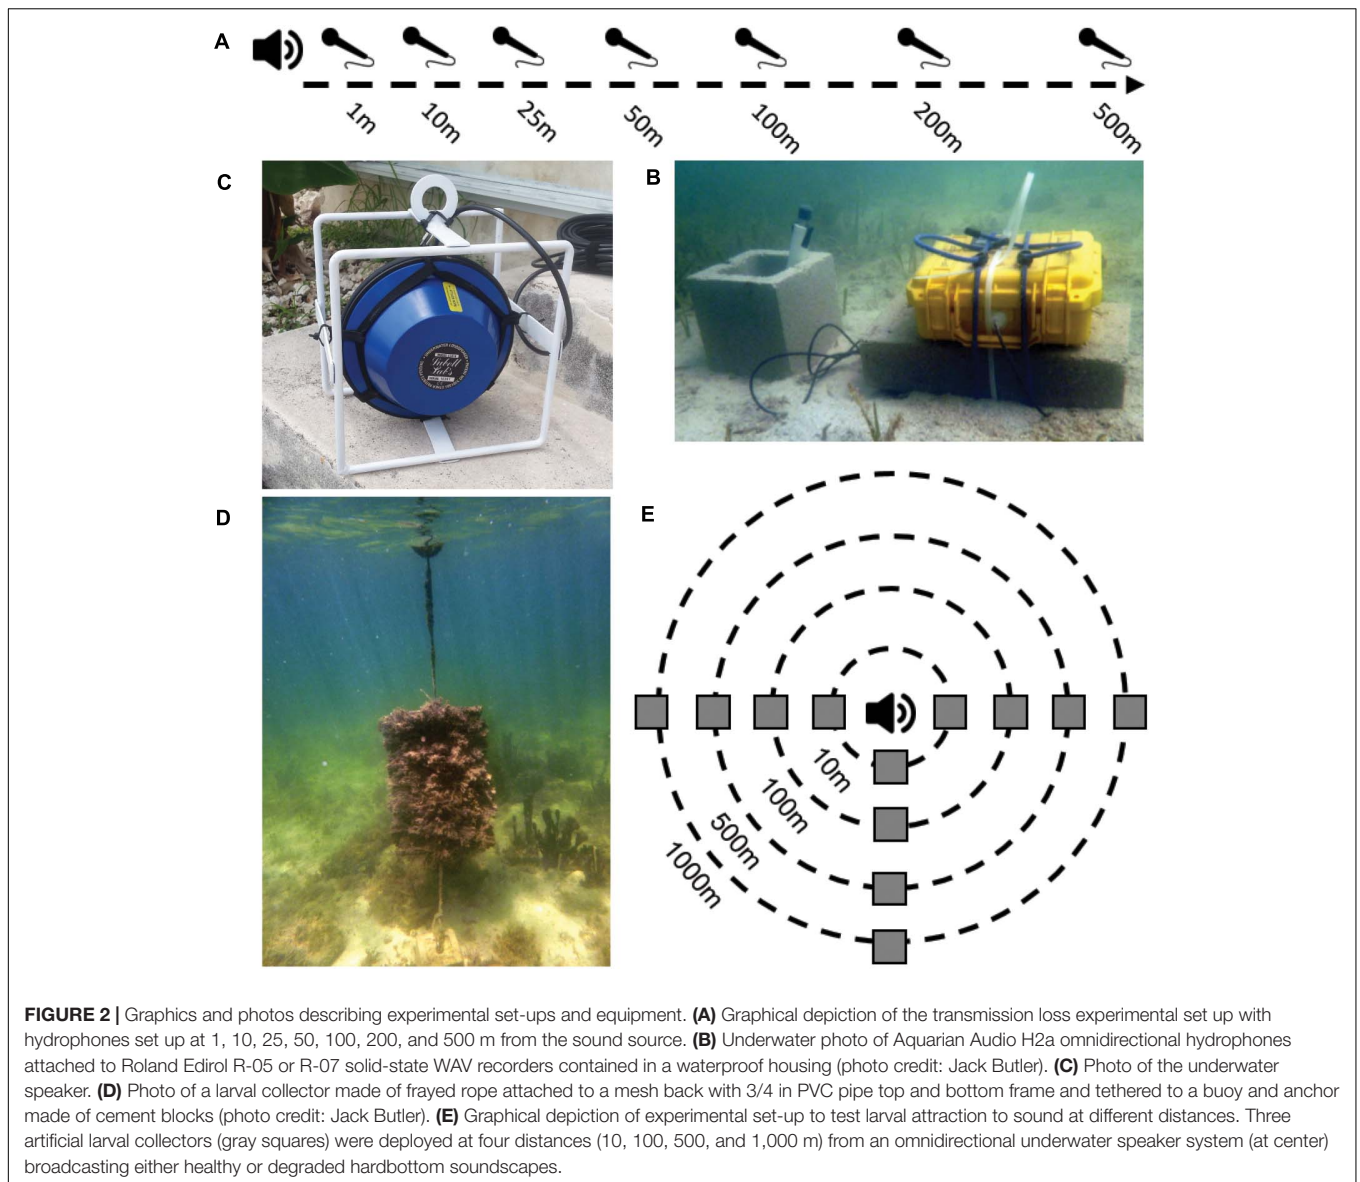 A
1m
10m
25m
50m
100m
200m
500m
C
B
D
E
10m
100m
500m
1000m
FIGURE 2 | Graphics and photos describing experimental set-ups and equipment. (A) Graphical depiction of the transmission loss experimental set up with
hydrophones set up at 1, 10, 25, 50, 100, 200, and 500 m from the sound source. (B) Underwater photo of Aquarian Audio H2a omnidirectional hydrophones
attached to Roland Edirol R-05 or R-07 solid-state WAV recorders contained in a waterproof housing (photo credit: Jack Butler). (C) Photo of the underwater
speaker. (D) Photo of a larval collector made of frayed rope attached to a mesh back with 3/4 in PVC pipe top and bottom frame and tethered to a buoy and anchor
made of cement blocks (photo credit: Jack Butler). (E) Graphical depiction of experimental set-up to test larval attraction to sound at different distances. Three
artificial larval collectors (gray squares) were deployed at four distances (10, 100, 500, and 1,000 m) from an omnidirectional underwater speaker system (at center)
broadcasting either healthy or degraded hardbottom soundscapes.